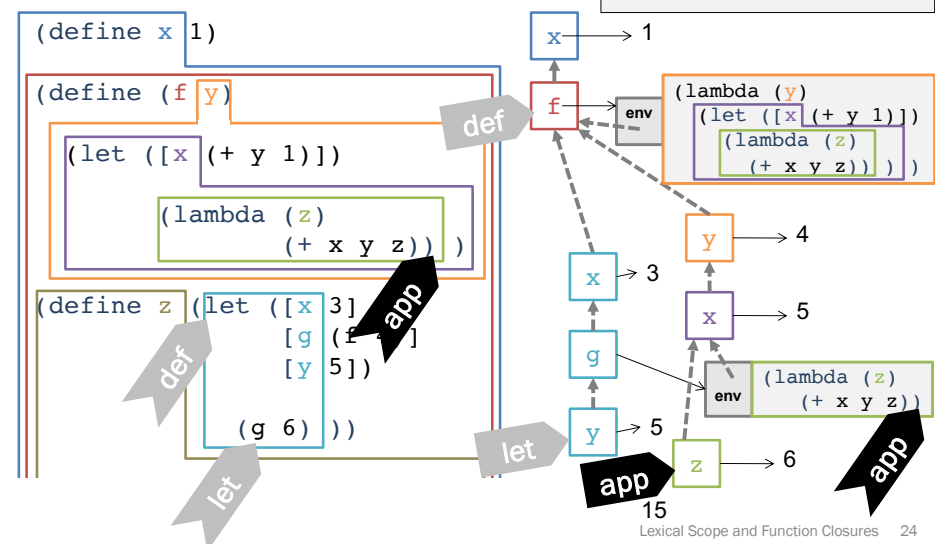 (define x 1)
(define (f y)
(let ([x (+ y 1)])
(lambda (z)
(+ x y z)) )
(define z (let ([x 3]
[g (f ]
[y 5])
(g 6) ))
def
let
app
x 1
def
f
env
(lambda (y)
(let ([x (+ y 1)])
(lambda (z)
(+ x y z)) ) )
y 4
x 3
x 5
g
env
(lambda (z)
(+ x y z))
let
y 5
app
z 6
15
app
Lexical Scope and Function Closures 24